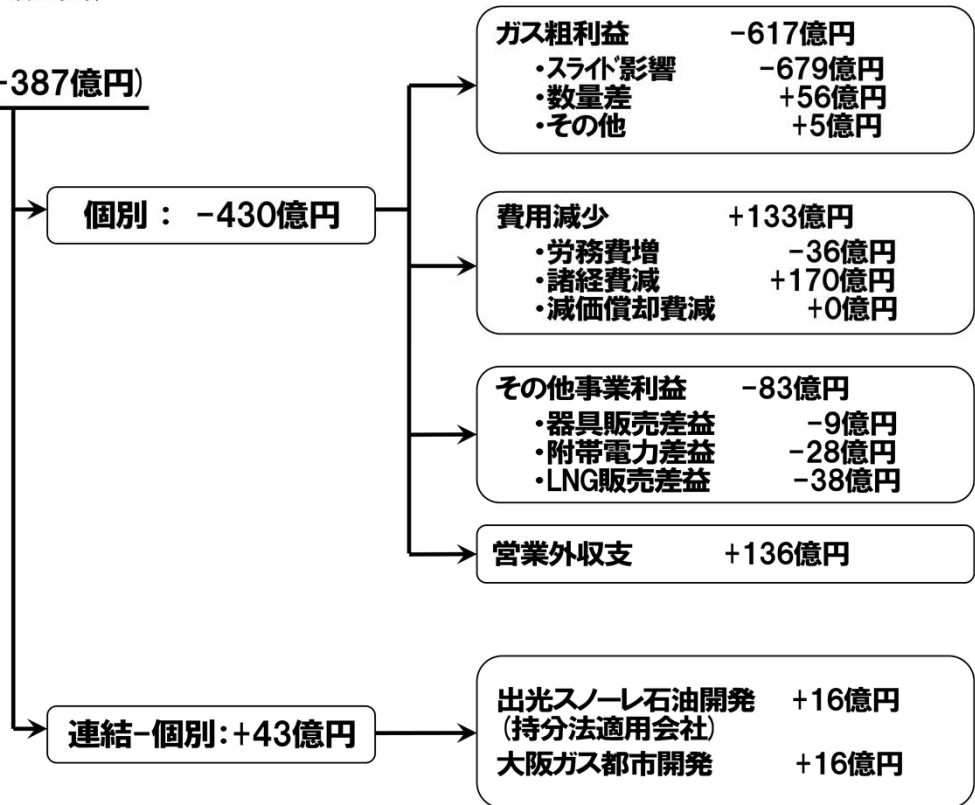 -387億円)
個別： -430億円
ガス粗利益 -617億円
・スライド影響 -679億円
・数量差 +56億円
・その他 +5億円
費用減少 +133億円
・労務費増 -36億円
・諸経費減 +170億円
・減価償却費減 +0億円
その他事業利益 -83億円
・器具販売差益 -9億円
・附帯電力差益 -28億円
・LNG販売差益 -38億円
営業外収支 +136億円
連結-個別:+43億円
出光スノーレ石油開発 +16億円
(持分法適用会社)
大阪ガス都市開発 +16億円